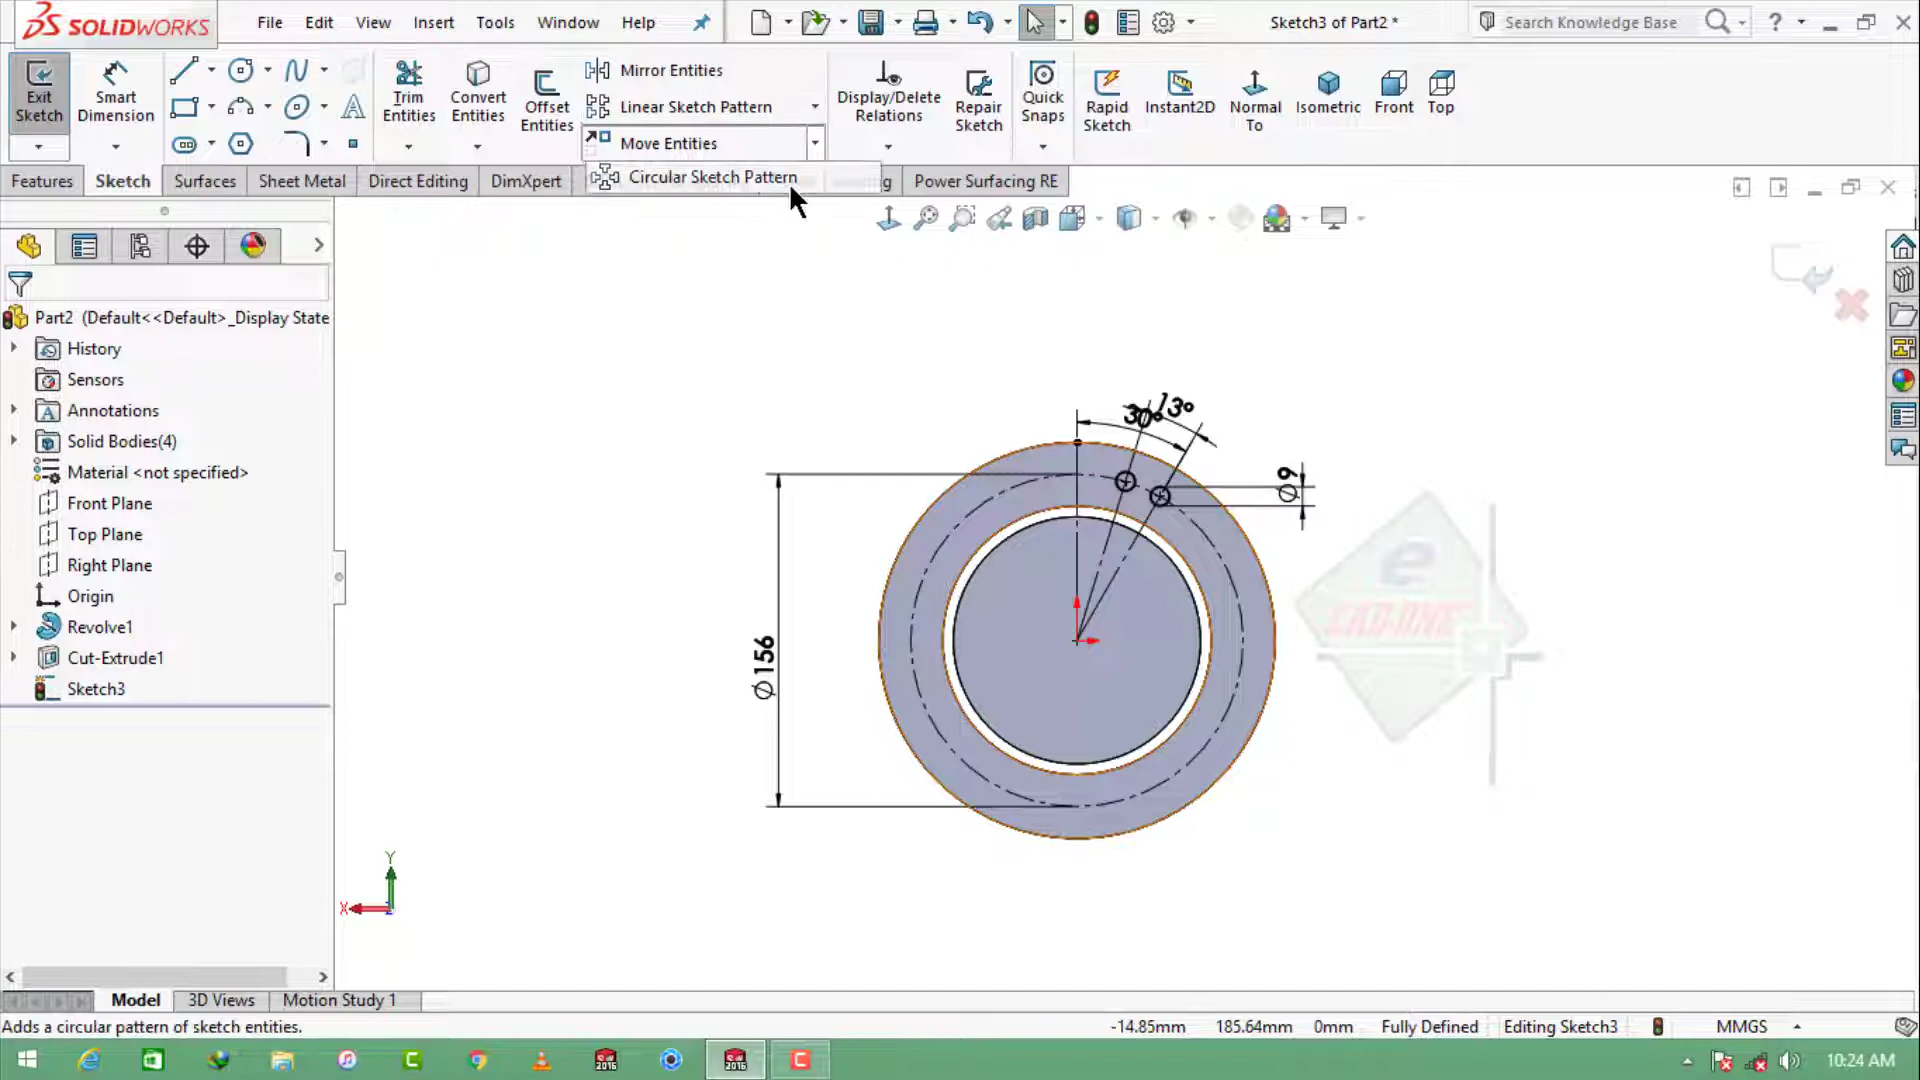 SOLIDWORKS
File Edit View Insert Tools Window Help
Sketch3 of Part2 *
Search Knowledge Base
Exit Sketch
Smart Dimension
Trim Entities
Convert Entities
Offset Entities
Mirror Entities
Linear Sketch Pattern
Move Entities
Display/Delete Relations
Repair Sketch
Quick Snaps
Rapid Sketch
Instant2D
Normal To
Isometric
Front
Top
Features Sketch Surfaces Sheet Metal Direct Editing DimXpert Power Surfacing RE
Circular Sketch Pattern
Part2 (Default<<Default>_Display State
History
Sensors
Annotations
Solid Bodies(4)
Material <not specified>
Front Plane
Top Plane
Right Plane
Origin
Revolve1
Cut-Extrude1
Sketch3
30°
13°
∅9
∅156
Y
X
Model 3D Views Motion Study 1
Adds a circular pattern of sketch entities.
-14.85mm 185.64mm 0mm Fully Defined Editing Sketch3 MMGS
10:24 AM